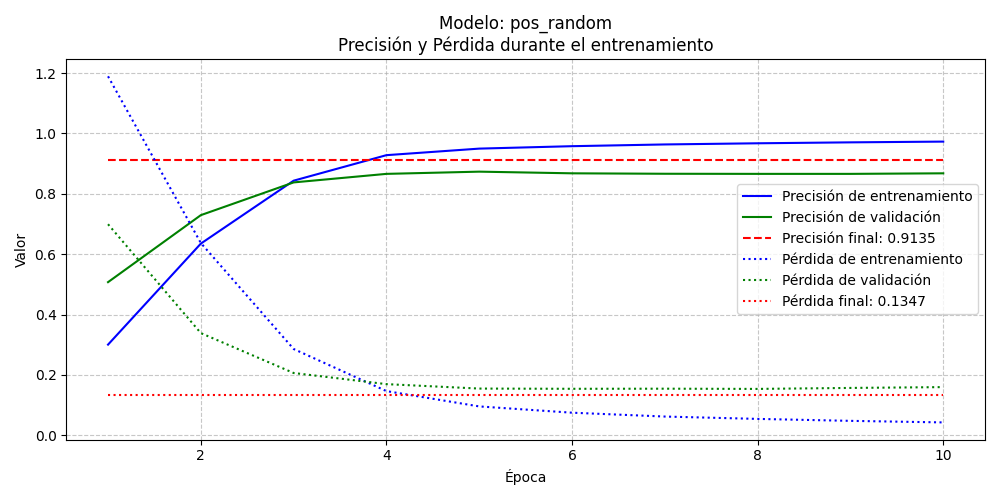 Modelo: pos_random
Precisión y Pérdida durante el entrenamiento
1.2
1.0
0.8
0.6
0.4
0.2
0.0
Valor
Precisión de entrenamiento
Precisión de validación
Precisión final: 0.9135
Pérdida de entrenamiento
Pérdida de validación
Pérdida final: 0.1347
2 4 6 8 10
Época